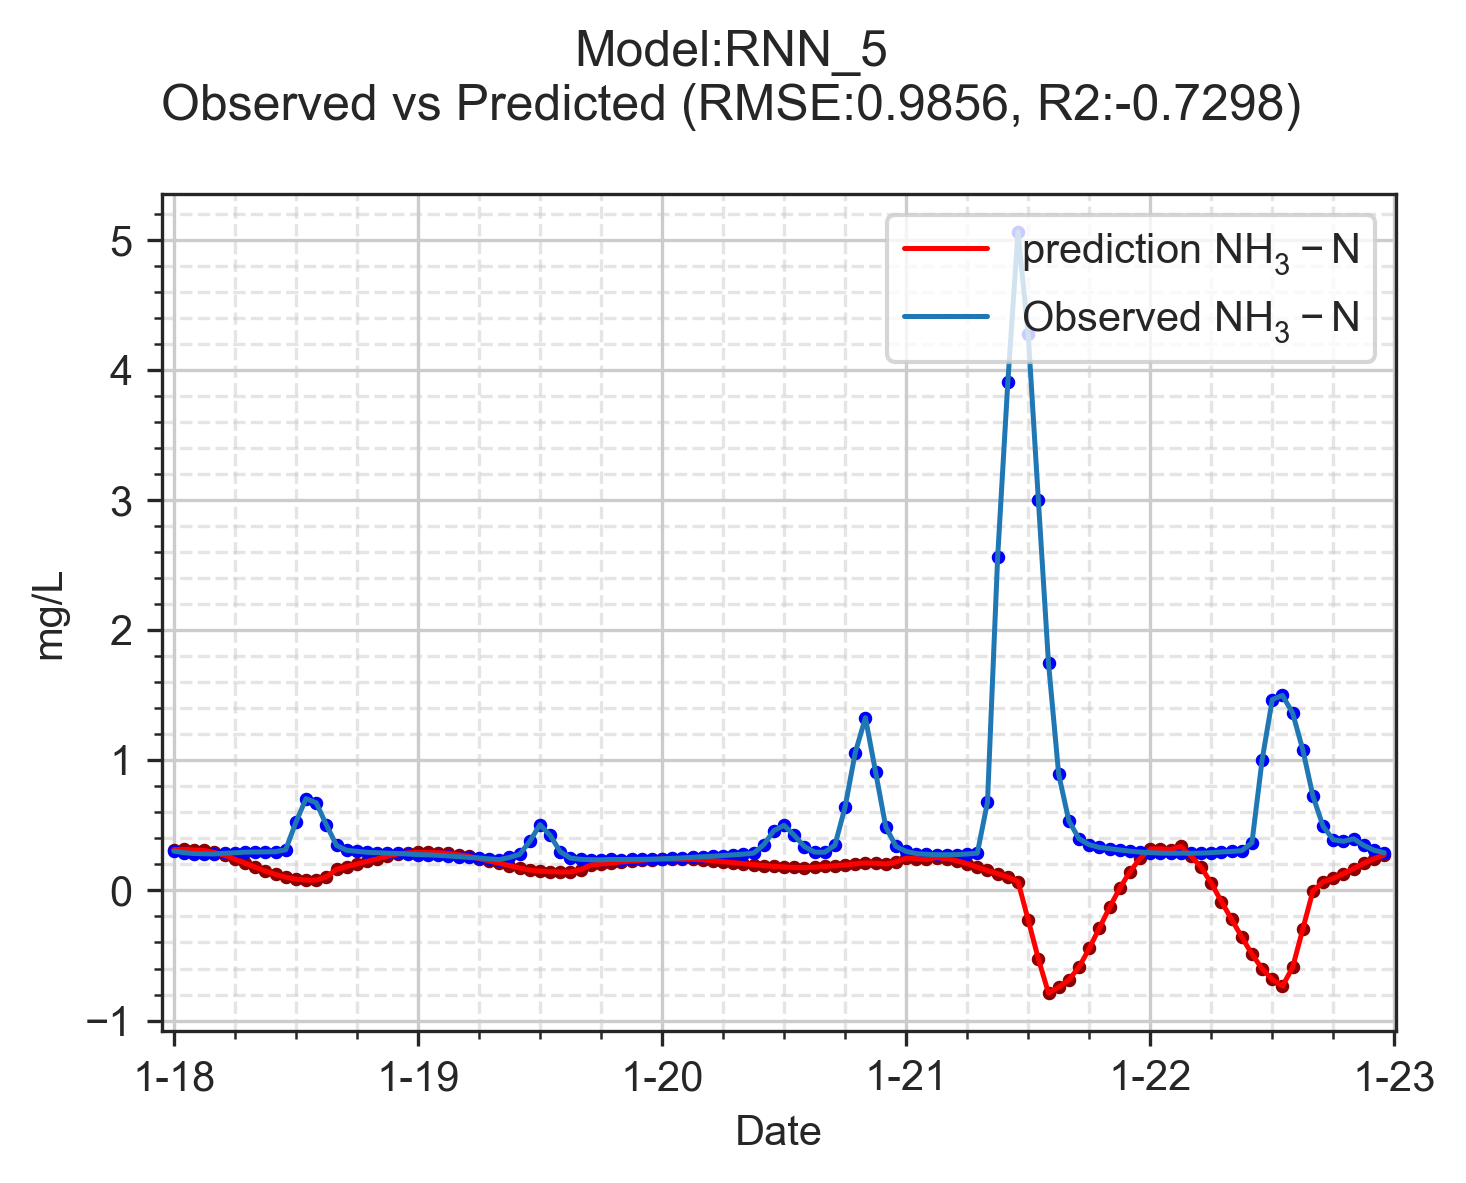 Model:RNN_5
Observed vs Predicted (RMSE:0.9856, R2:-0.7298)
prediction NH₃ − N
Observed NH₃ − N
5
4
3
2
1
0
−1
mg/L
1-18 1-19 1-20 1-21 1-22 1-23
Date